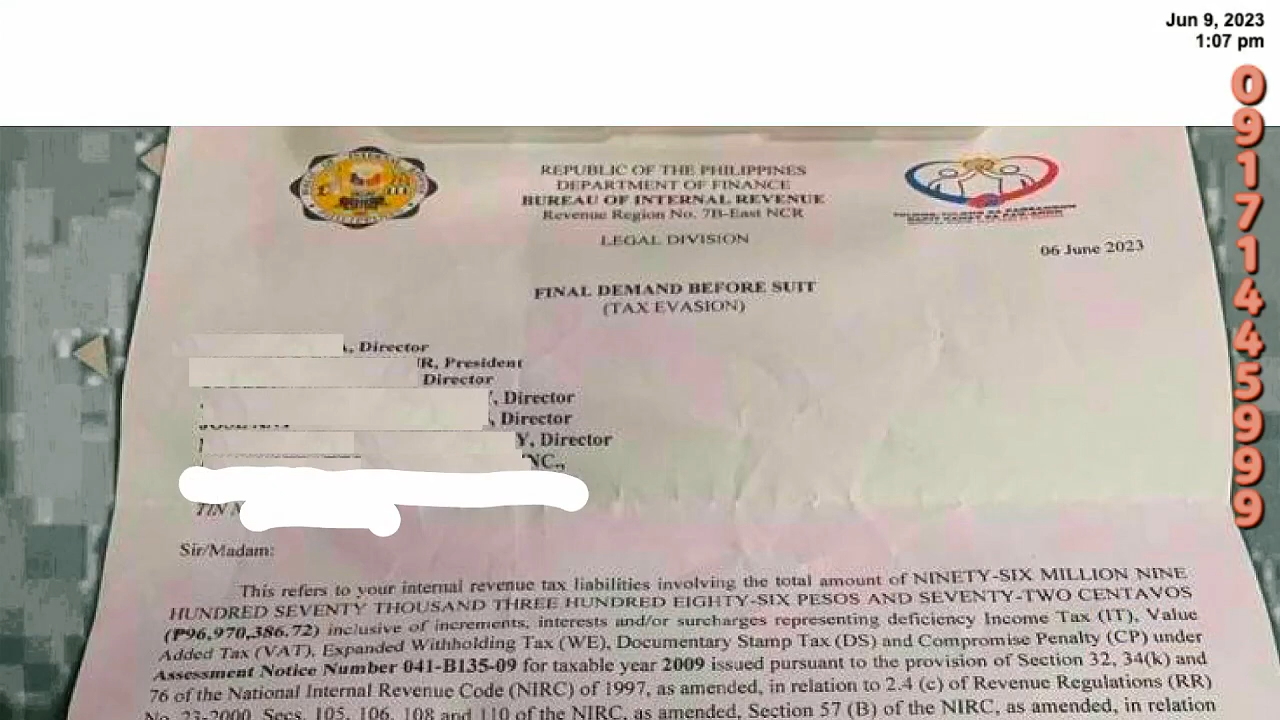 Jun 9, 2023
1:07 pm
09171445999
REPUBLIC OF THE PHILIPPINES
DEPARTMENT OF FINANCE
BUREAU OF INTERNAL REVENUE
Revenue Region No. 7B-East NCR
LEGAL DIVISION
06 June 2023
FINAL DEMAND BEFORE SUIT
(TAX EVASION)
, Director
R, President
Director
, Director
, Director
Y, Director
INC.,
TIN
Sir/Madam:
This refers to your internal revenue tax liabilities involving the total amount of NINETY-SIX MILLION NINE
HUNDRED SEVENTY THOUSAND THREE HUNDRED EIGHTY-SIX PESOS AND SEVENTY-TWO CENTAVOS
(₱96,970,386.72) inclusive of increments, interests and/or surcharges representing deficiency Income Tax (IT), Value
Added Tax (VAT), Expanded Withholding Tax (WE), Documentary Stamp Tax (DS) and Compromise Penalty (CP) under
Assessment Notice Number 041-B135-09 for taxable year 2009 issued pursuant to the provision of Section 32, 34(k) and
76 of the National Internal Revenue Code (NIRC) of 1997, as amended, in relation to 2.4 (c) of Revenue Regulations (RR)
No. 23-2000, Secs. 105, 106, 108 and 110 of the NIRC, as amended, Section 57 (B) of the NIRC, as amended, in relation